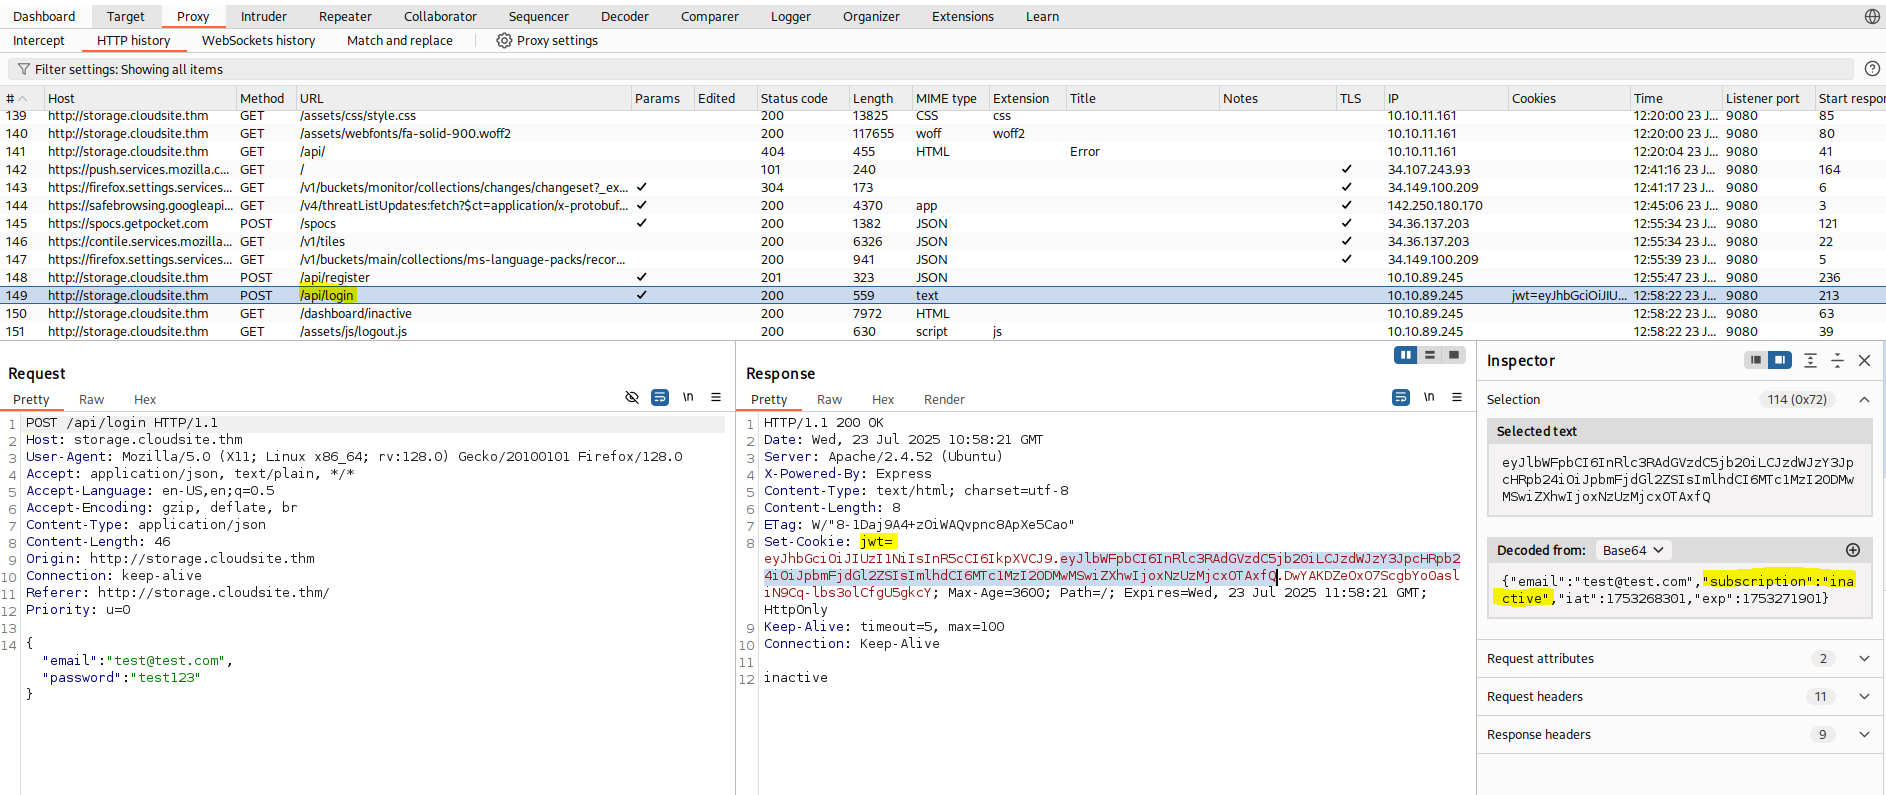 Dashboard Target Proxy Intruder Repeater Collaborator Sequencer Decoder Comparer Logger Organizer Extensions Learn
Intercept HTTP history WebSockets history Match and replace Proxy settings
Filter settings: Showing all items
# Host Method URL Params Edited Status code Length MIME type Extension Title Notes TLS IP Cookies Time Listener port Start respor
139 http://storage.cloudsite.thm GET /assets/css/style.css 200 13825 CSS css 10.10.11.161 12:20:00 23 J... 9080 85
140 http://storage.cloudsite.thm GET /assets/webfonts/fa-solid-900.woff2 200 117655 woff woff2 10.10.11.161 12:20:00 23 J... 9080 80
141 http://storage.cloudsite.thm GET /api/ 404 455 HTML Error 10.10.11.161 12:20:04 23 J... 9080 41
142 https://push.services.mozilla.c... GET / 101 240 ✓ 34.107.243.93 12:41:16 23 J... 9080 164
143 https://firefox.settings.services... GET /v1/buckets/monitor/collections/changes/changeset?_ex... ✓ 304 173 ✓ 34.149.100.209 12:41:17 23 J... 9080 6
144 https://safebrowsing.googleapi... GET /v4/threatListUpdates:fetch?$ct=application/x-protobuf... ✓ 200 4370 app ✓ 142.250.180.170 12:45:06 23 J... 9080 3
145 https://spocs.getpocket.com POST /spocs ✓ 200 1382 JSON ✓ 34.36.137.203 12:55:34 23 J... 9080 121
146 https://contile.services.mozilla... GET /v1/tiles 200 6326 JSON ✓ 34.36.137.203 12:55:34 23 J... 9080 22
147 https://firefox.settings.services... GET /v1/buckets/main/collections/ms-language-packs/recor... 200 941 JSON ✓ 34.149.100.209 12:55:39 23 J... 9080 5
148 http://storage.cloudsite.thm POST /api/register ✓ 201 323 JSON 10.10.89.245 12:55:47 23 J... 9080 236
149 http://storage.cloudsite.thm POST /api/login ✓ 200 559 text 10.10.89.245 jwt=eyJhbGciOiJIU... 12:58:22 23 J... 9080 213
150 http://storage.cloudsite.thm GET /dashboard/inactive 200 7972 HTML 10.10.89.245 12:58:22 23 J... 9080 63
151 http://storage.cloudsite.thm GET /assets/js/logout.js 200 630 script js 10.10.89.245 12:58:22 23 J... 9080 39
Request
Pretty Raw Hex \n
1 POST /api/login HTTP/1.1
2 Host: storage.cloudsite.thm
3 User-Agent: Mozilla/5.0 (X11; Linux x86_64; rv:128.0) Gecko/20100101 Firefox/128.0
4 Accept: application/json, text/plain, */*
5 Accept-Language: en-US,en;q=0.5
6 Accept-Encoding: gzip, deflate, br
7 Content-Type: application/json
8 Content-Length: 46
9 Origin: http://storage.cloudsite.thm
10 Connection: keep-alive
11 Referer: http://storage.cloudsite.thm/
12 Priority: u=0
13
14 {
"email":"test@test.com",
"password":"test123"
}
Response
Pretty Raw Hex Render \n
1 HTTP/1.1 200 OK
2 Date: Wed, 23 Jul 2025 10:58:21 GMT
3 Server: Apache/2.4.52 (Ubuntu)
4 X-Powered-By: Express
5 Content-Type: text/html; charset=utf-8
6 Content-Length: 8
7 ETag: W/"8-1Daj9A4+zOiWAQvpnc8ApXe5Cao"
8 Set-Cookie: jwt=
eyJhbGciOiJIUzI1NiIsInR5cCI6IkpXVCJ9.eyJlbWFpbCI6InRlc3RAdGVzdC5jb20iLCJzdWJzY3JpcHRpb2
4iOiJpbmFjdGl2ZSIsImlhdCI6MTc1MzI2ODMwMSwiZXhwIjoxNzUzMjcxOTAxfQ.DwYAKDZeOxO7ScgbYoOasl
iN9Cq-lbs3olCfgU5gkcY; Max-Age=3600; Path=/; Expires=Wed, 23 Jul 2025 11:58:21 GMT;
HttpOnly
9 Keep-Alive: timeout=5, max=100
10 Connection: Keep-Alive
11
12 inactive
Inspector
Selection 114 (0x72)
Selected text
eyJlbWFpbCI6InRlc3RAdGVzdC5jb20iLCJzdWJzY3Jp
cHRpb24iOiJpbmFjdGl2ZSIsImlhdCI6MTc1MzI2ODMw
MSwiZXhwIjoxNzUzMjcxOTAxfQ
Decoded from: Base64
{"email":"test@test.com","subscription":"ina
ctive","iat":1753268301,"exp":1753271901}
Request attributes 2
Request headers 11
Response headers 9